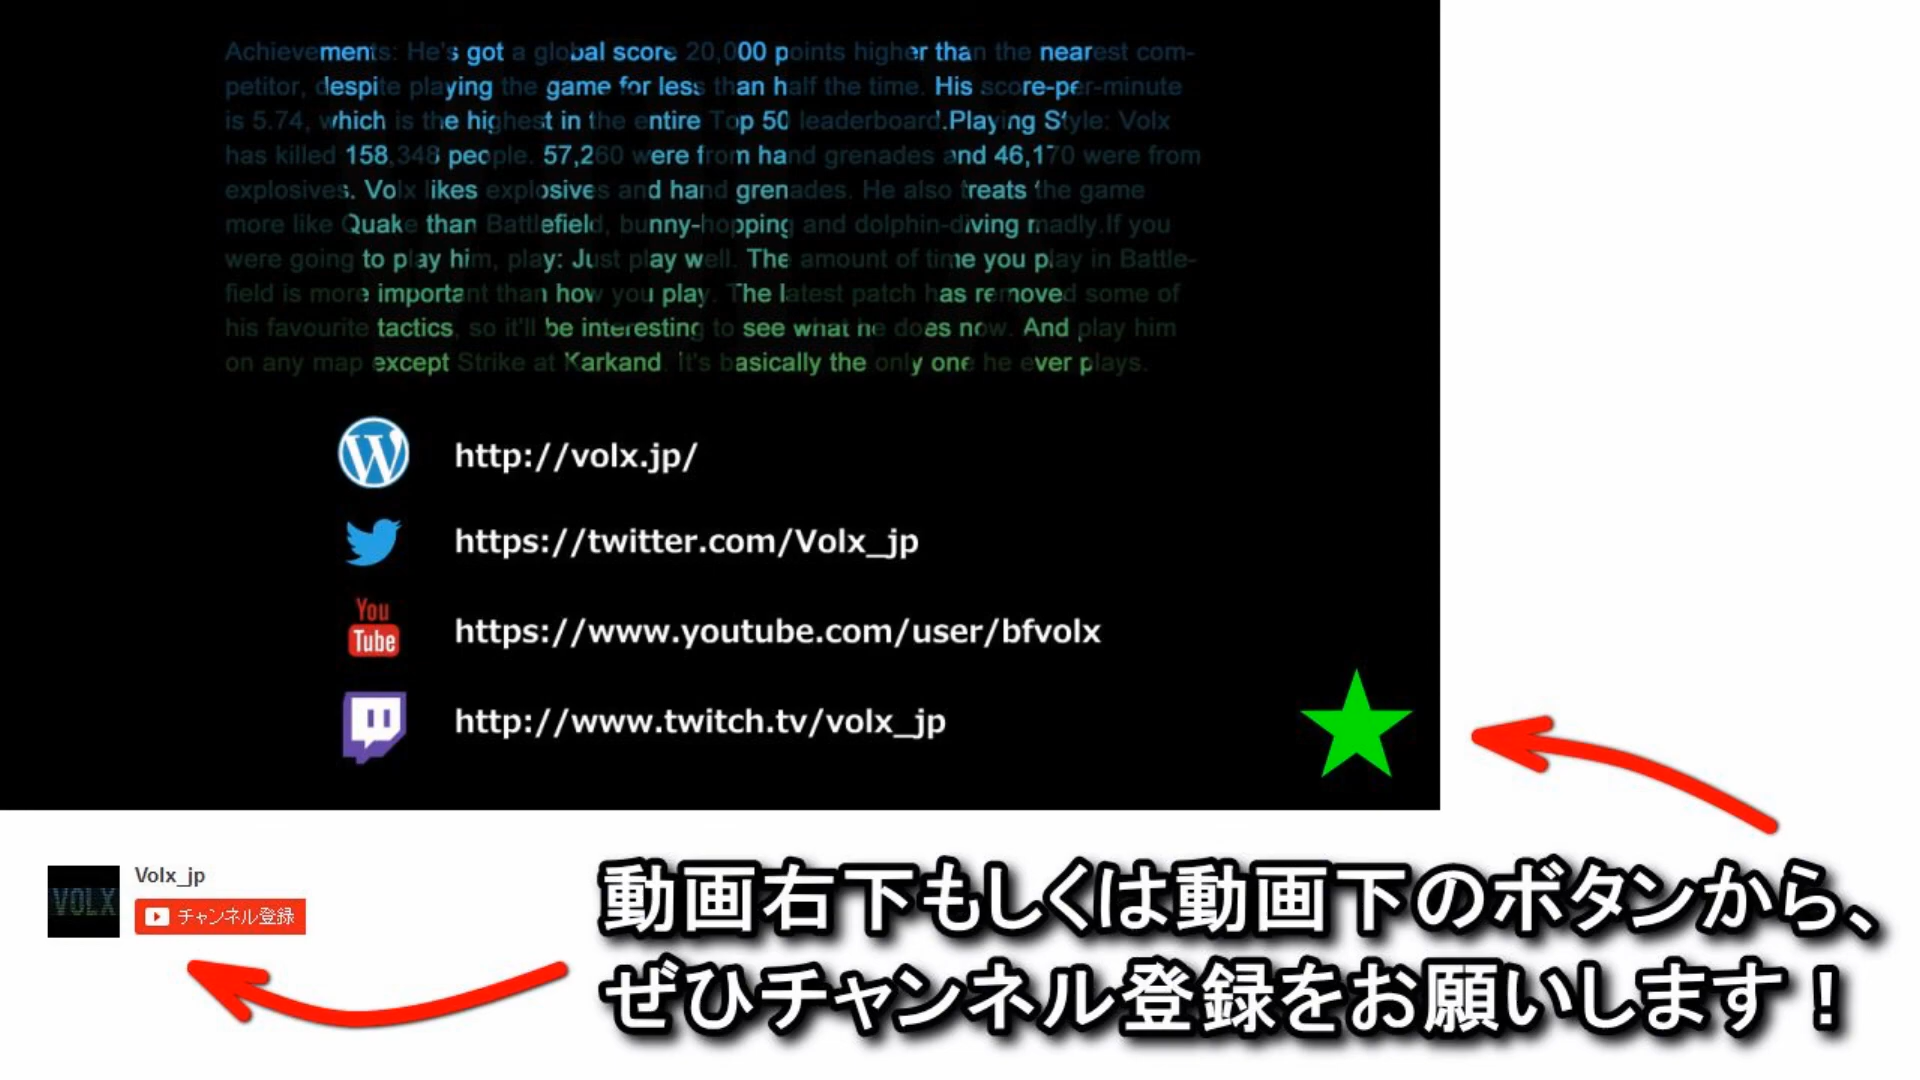 Achievements: He's got a global score 20,000 points higher than the nearest com-
petitor, despite playing the game for less than half the time. His score-per-minute
is 5.74, which is the highest in the entire Top 50 leaderboard.Playing Style: Volx
has killed 158,348 people. 57,260 were from hand grenades and 46,170 were from
explosives. Volx likes explosives and hand grenades. He also treats the game
more like Quake than Battlefield, bunny-hopping and dolphin-diving madly.If you
were going to play him, play: Just play well. The amount of time you play in Battle-
field is more important than how you play. The latest patch has removed some of
his favourite tactics, so it'll be interesting to see what he does now. And play him
on any map except Strike at Karkand. It's basically the only one he ever plays.
http://volx.jp/
https://twitter.com/Volx_jp
You
Tube
https://www.youtube.com/user/bfvolx
http://www.twitch.tv/volx_jp
VOLX
Volx_jp
チャンネル登録
動画右下もしくは動画下のボタンから、
ぜひチャンネル登録をお願いします！